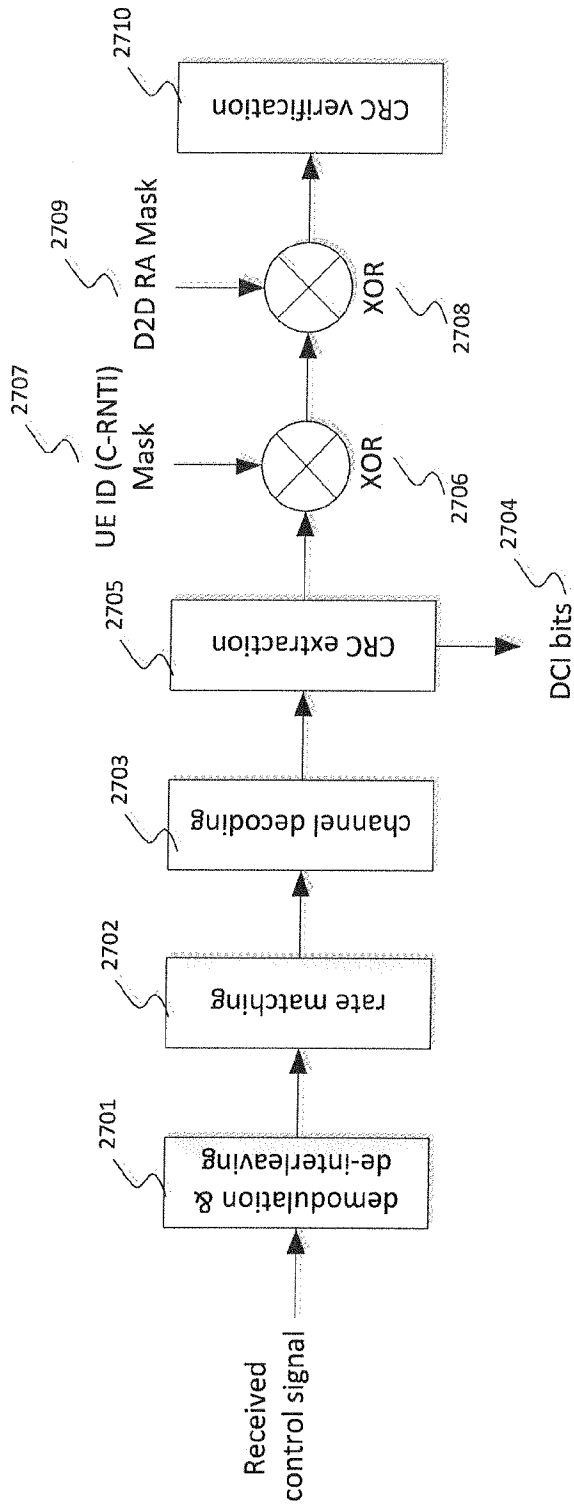 Received
control signal
2701
demodulation &
de-interleaving
2702
rate matching
2703
channel decoding
2705
CRC extraction
2704
DCI bits
2707
UE ID (C-RNTI)
Mask
XOR
2706
2709
D2D RA Mask
XOR
2708
2710
CRC verification